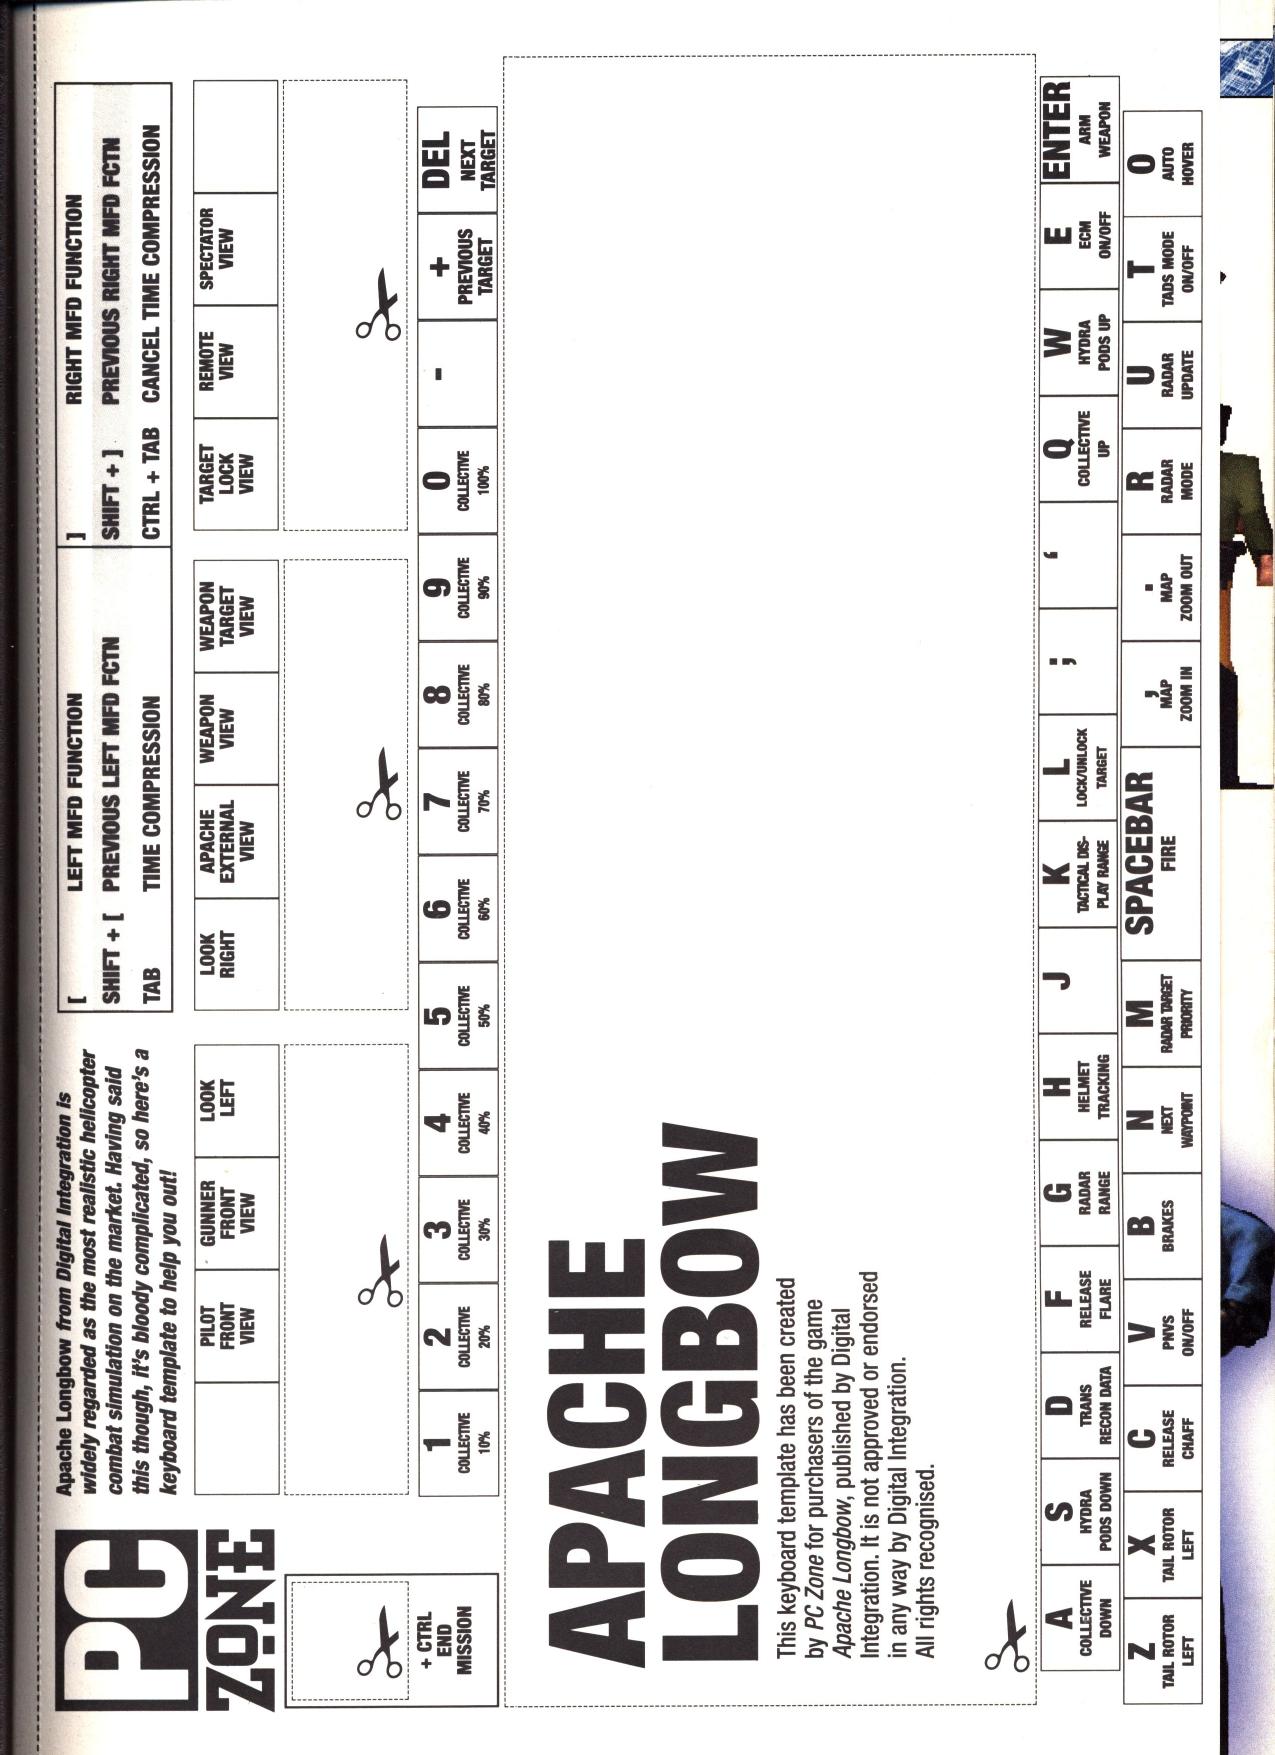 PC
ZONE
Apache Longbow from Digital Integration is
widely regarded as the most realistic helicopter
combat simulation on the market. Having said
this though, it's bloody complicated, so here's a
keyboard template to help you out!
[ LEFT MFD FUNCTION
SHIFT + [ PREVIOUS LEFT MFD FCTN
TAB TIME COMPRESSION
] RIGHT MFD FUNCTION
SHIFT + ] PREVIOUS RIGHT MFD FCTN
CTRL + TAB CANCEL TIME COMPRESSION
PILOT
FRONT
VIEW
GUNNER
FRONT
VIEW
LOOK
LEFT
LOOK
RIGHT
APACHE
EXTERNAL
VIEW
WEAPON
VIEW
WEAPON
TARGET
VIEW
TARGET
LOCK
VIEW
REMOTE
VIEW
SPECTATOR
VIEW
+ CTRL
END
MISSION
1
COLLECTIVE
10%
2
COLLECTIVE
20%
3
COLLECTIVE
30%
4
COLLECTIVE
40%
5
COLLECTIVE
50%
6
COLLECTIVE
60%
7
COLLECTIVE
70%
8
COLLECTIVE
80%
9
COLLECTIVE
90%
0
COLLECTIVE
100%
-
+
PREVIOUS
TARGET
DEL
NEXT
TARGET
APACHE
LONGBOW
This keyboard template has been created
by PC Zone for purchasers of the game
Apache Longbow, published by Digital
Integration. It is not approved or endorsed
in any way by Digital Integration.
All rights recognised.
A
COLLECTIVE
DOWN
S
HYDRA
PODS DOWN
D
TRANS
RECON DATA
F
RELEASE
FLARE
G
RADAR
RANGE
H
HELMET
TRACKING
J
K
TACTICAL DIS-
PLAY RANGE
L
LOCK/UNLOCK
TARGET
;
‘
Q
COLLECTIVE
UP
W
HYDRA
PODS UP
E
ECM
ON/OFF
ENTER
ARM
WEAPON
Z
TAIL ROTOR
LEFT
X
TAIL ROTOR
LEFT
C
RELEASE
CHAFF
V
PNVS
ON/OFF
B
BRAKES
N
NEXT
WAYPOINT
M
RADAR TARGET
PRIORITY
SPACEBAR
FIRE
,
MAP
ZOOM IN
.
MAP
ZOOM OUT
R
RADAR
MODE
U
RADAR
UPDATE
T
TADS MODE
ON/OFF
O
AUTO
HOVER